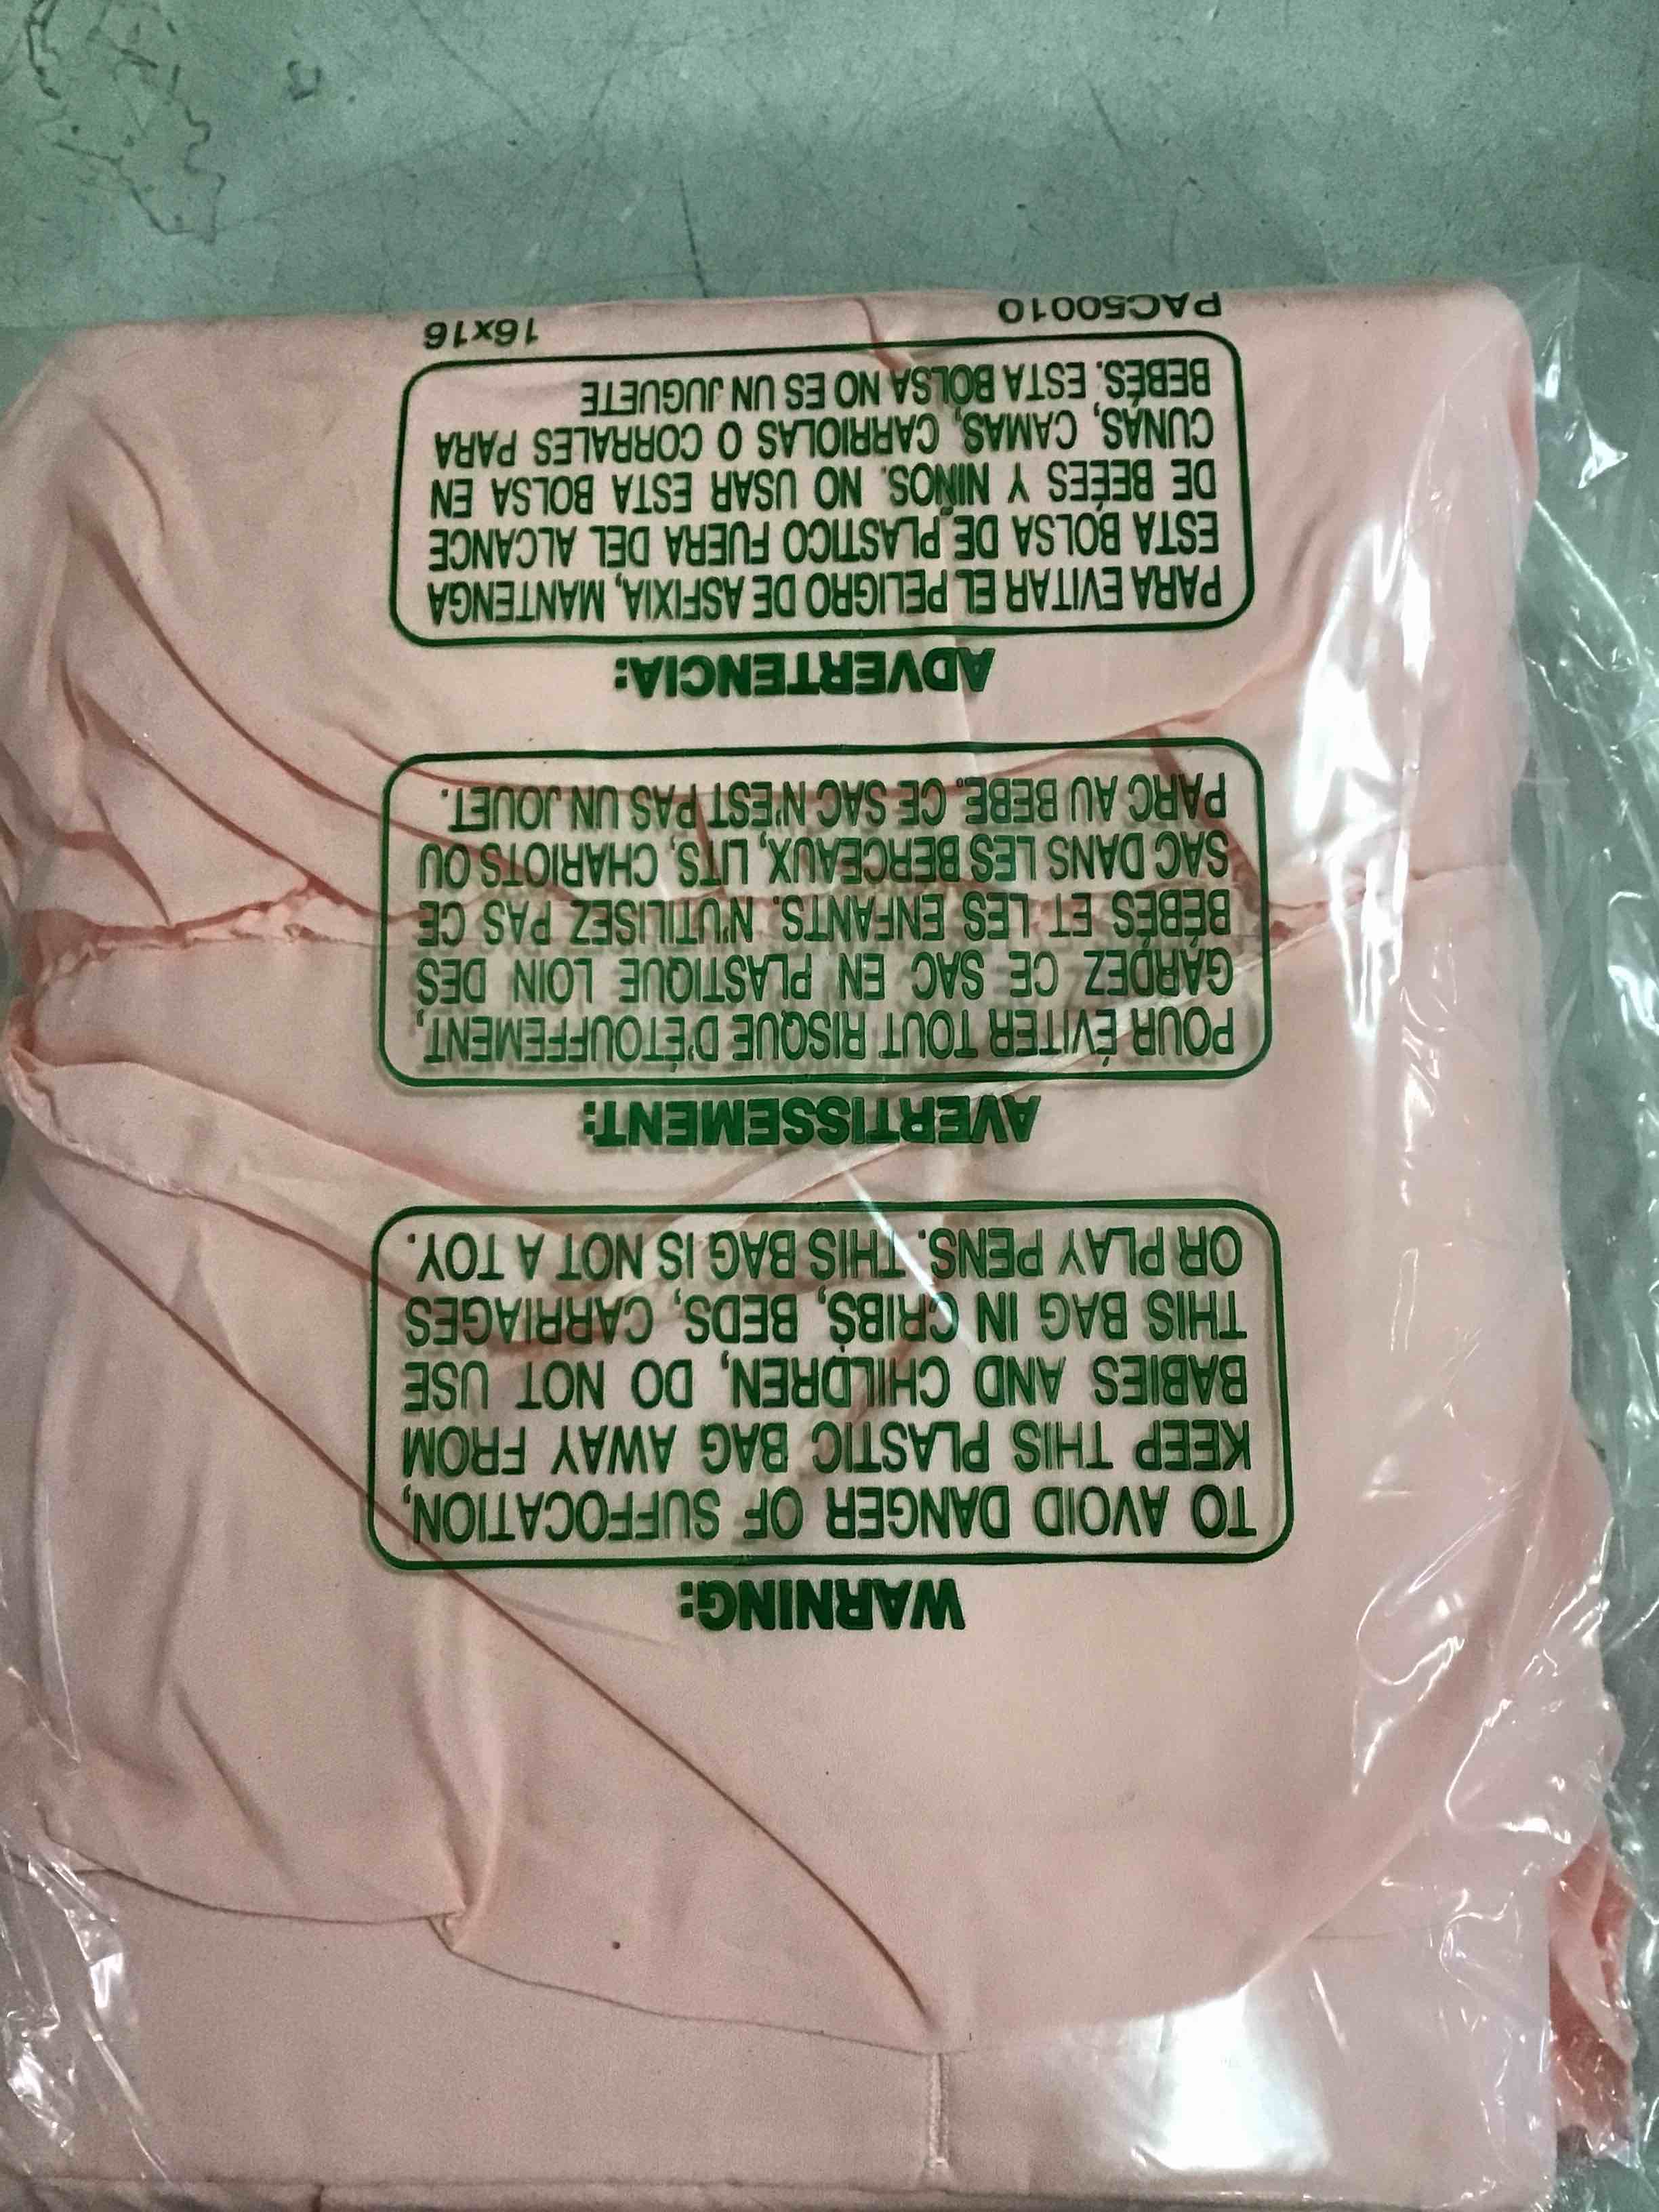 WARNING:
TO AVOID DANGER OF SUFFOCATION,
KEEP THIS PLASTIC BAG AWAY FROM
BABIES AND CHILDREN, DO NOT USE
THIS BAG IN CRIBS, BEDS, CARRIAGES
OR PLAY PENS. THIS BAG IS NOT A TOY.
AVERTISSEMENT:
POUR ÉVITER TOUT RISQUE D'ÉTOUFFEMENT,
GARDEZ CE SAC EN PLASTIQUE LOIN DES
BÉBÉS ET LES ENFANTS. N'UTILISEZ PAS CE
SAC DANS LES BERCEAUX, LITS, CHARIOTS OU
PARC AU BEBE. CE SAC N'EST PAS UN JOUET.
ADVERTENCIA:
PARA EVITAR EL PELIGRO DE ASFIXIA, MANTENGA
ESTA BOLSA DE PLASTICO FUERA DEL ALCANCE
DE BEÉES Y NIÑOS. NO USAR ESTA BOLSA EN
CUNAS, CAMAS, CARRIOLAS O CORRALES PARA
BEBÉS. ESTA BOLSA NO ES UN JUGUETE
PAC50010 16x16